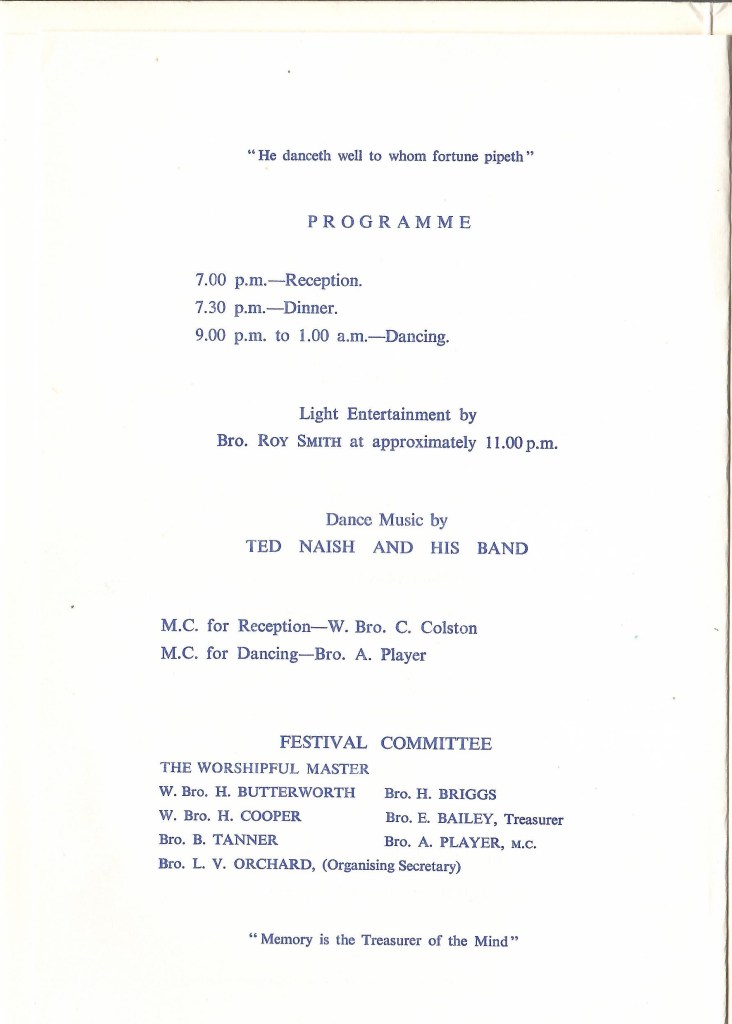 “He danceth well to whom fortune pipeth”
PROGRAMME
7.00 p.m.—Reception.
7.30 p.m.—Dinner.
9.00 p.m. to 1.00 a.m.—Dancing.
Light Entertainment by
Bro. ROY SMITH at approximately 11.00 p.m.
Dance Music by
TED NAISH AND HIS BAND
M.C. for Reception—W. Bro. C. Colston
M.C. for Dancing—Bro. A. Player
FESTIVAL COMMITTEE
THE WORSHIPFUL MASTER
W. Bro. H. BUTTERWORTH Bro. H. BRIGGS
W. Bro. H. COOPER Bro. E. BAILEY, Treasurer
Bro. B. TANNER Bro. A. PLAYER, M.C.
Bro. L. V. ORCHARD, (Organising Secretary)
“Memory is the Treasurer of the Mind”